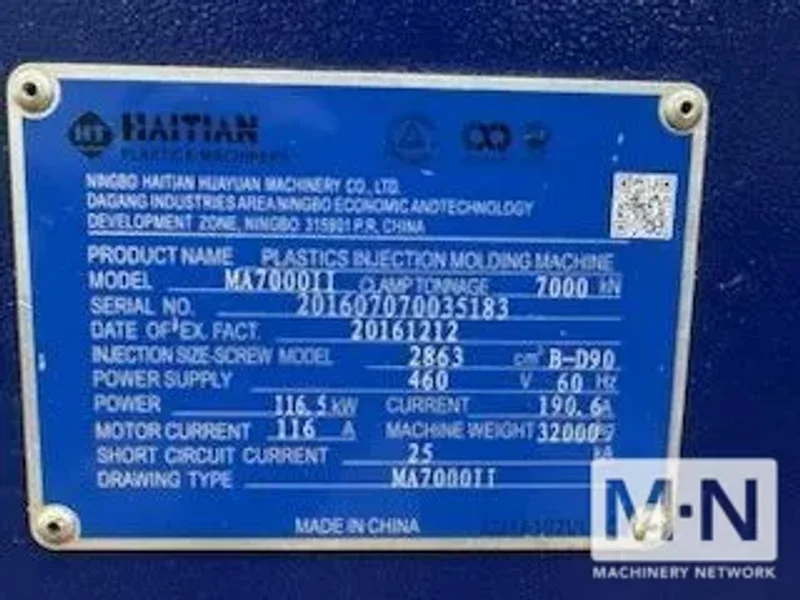 HAITIAN
PLASTICS MACHINERY
NINGBO HAITIAN HUAYUAN MACHINERY CO., LTD.
DAGANG INDUSTRIES AREA NINGBO ECONOMIC ANDTECHNOLOGY
DEVELOPMENT ZONE, NINGBO 315801 P.R. CHINA
PRODUCT NAME PLASTICS INJECTION MOLDING MACHINE
MODEL MA7000II CLAMP TONNAGE 7000 kN
SERIAL NO. 201607070035183
DATE OF EX. FACT. 20161212
INJECTION SIZE-SCREW MODEL 2863 cm³ B-D90
POWER SUPPLY 460 V 60 Hz
POWER 116.5 kW CURRENT 190.6 A
MOTOR CURRENT 116 A MACHINE WEIGHT 32000 kg
SHORT CIRCUIT CURRENT 25 kA
DRAWING TYPE MA7000II
MADE IN CHINA
M·N
MACHINERY NETWORK